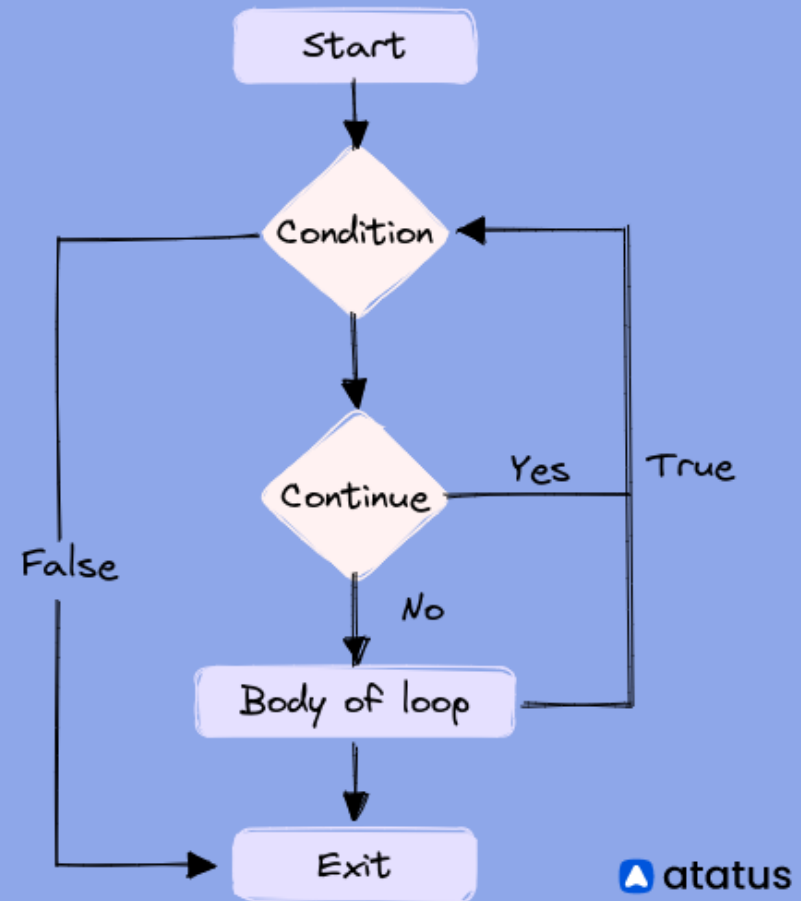 Start
Condition
Yes
True
Continue
False
No
Body of loop
Exit
atatus